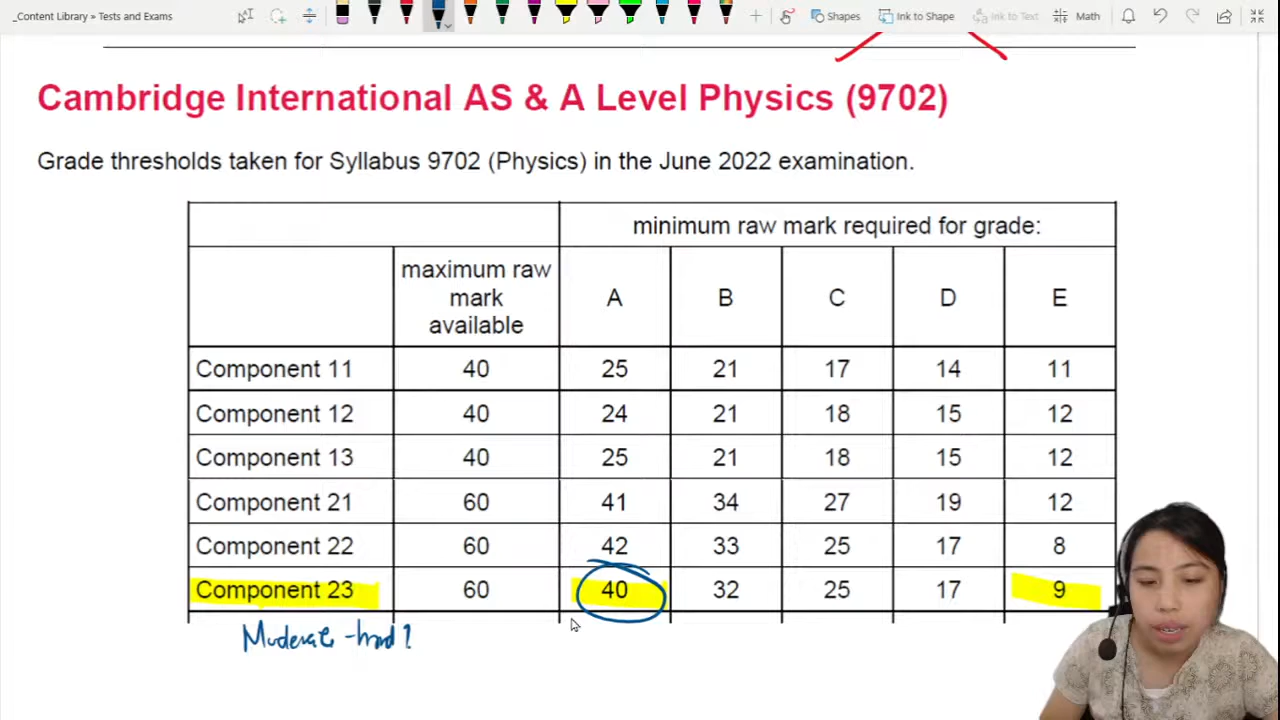 _Content Library » Tests and Exams
Shapes
Ink to Shape
Ink to Text
Math
Cambridge International AS & A Level Physics (9702)
Grade thresholds taken for Syllabus 9702 (Physics) in the June 2022 examination.
minimum raw mark required for grade:
maximum raw mark available A B C D E
Component 11 40 25 21 17 14 11
Component 12 40 24 21 18 15 12
Component 13 40 25 21 18 15 12
Component 21 60 41 34 27 19 12
Component 22 60 42 33 25 17 8
Component 23 60 40 32 25 17 9
Moderate - hard ?